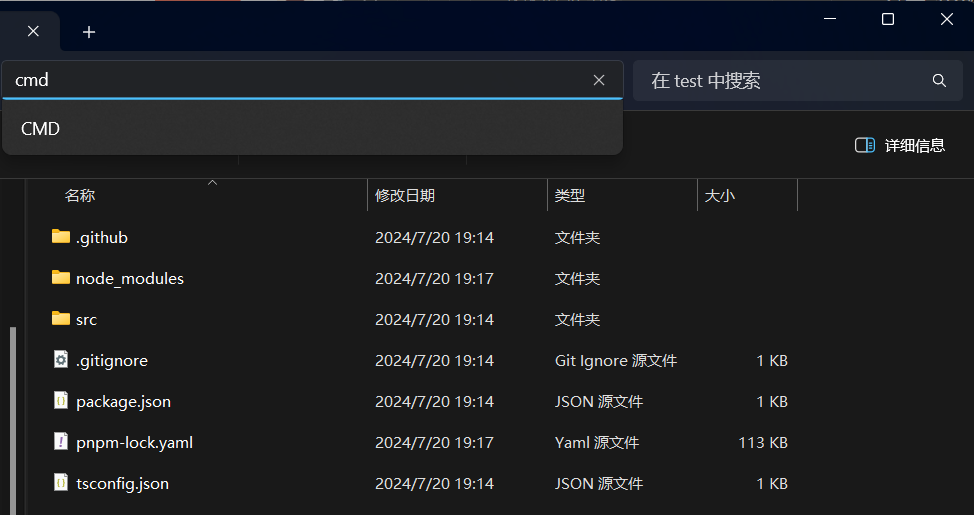 cmd
在 test 中搜索
CMD
详细信息
名称 修改日期 类型 大小
.github 2024/7/20 19:14 文件夹
node_modules 2024/7/20 19:17 文件夹
src 2024/7/20 19:14 文件夹
.gitignore 2024/7/20 19:14 Git Ignore 源文件 1 KB
package.json 2024/7/20 19:14 JSON 源文件 1 KB
pnpm-lock.yaml 2024/7/20 19:17 Yaml 源文件 113 KB
tsconfig.json 2024/7/20 19:14 JSON 源文件 1 KB